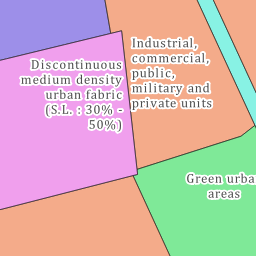 Industrial,
commercial,
public,
military and
private units
Discontinuous
medium density
urban fabric
(S.L. : 30% -
50%)
Green urba
areas